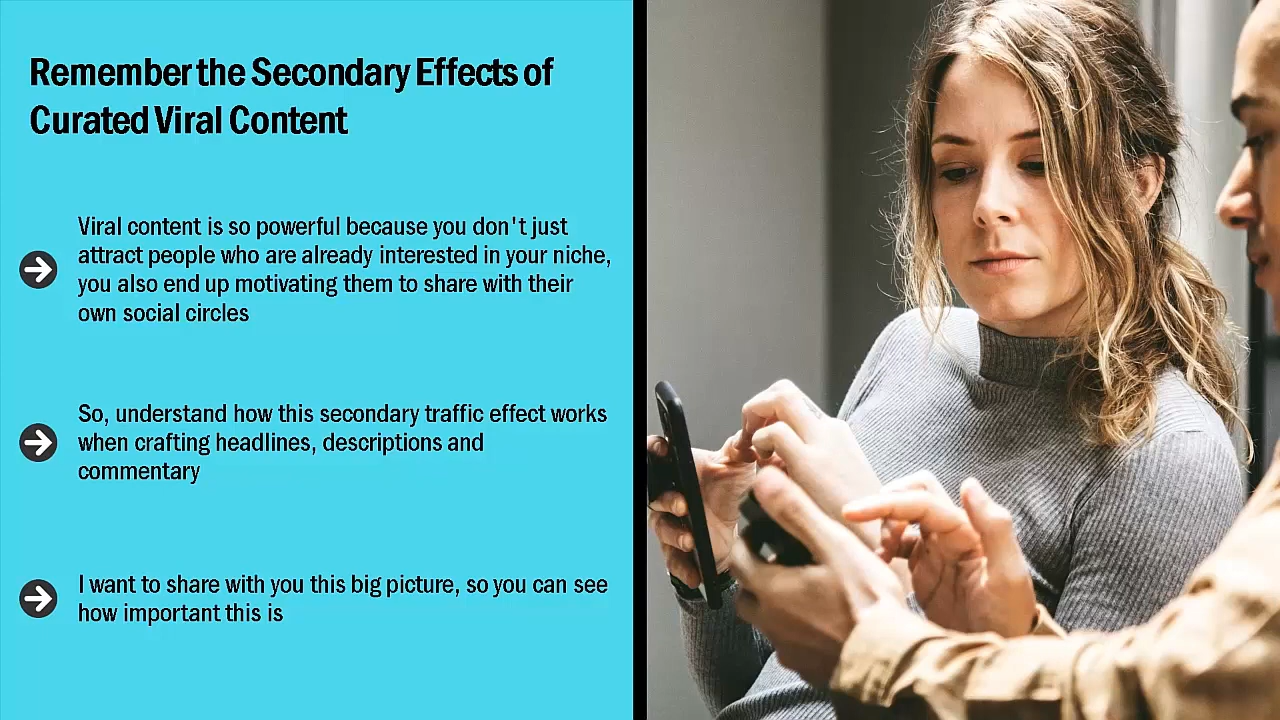 Remember the Secondary Effects of
Curated Viral Content
Viral content is so powerful because you don't just
attract people who are already interested in your niche,
you also end up motivating them to share with their
own social circles
So, understand how this secondary traffic effect works
when crafting headlines, descriptions and
commentary
I want to share with you this big picture, so you can see
how important this is